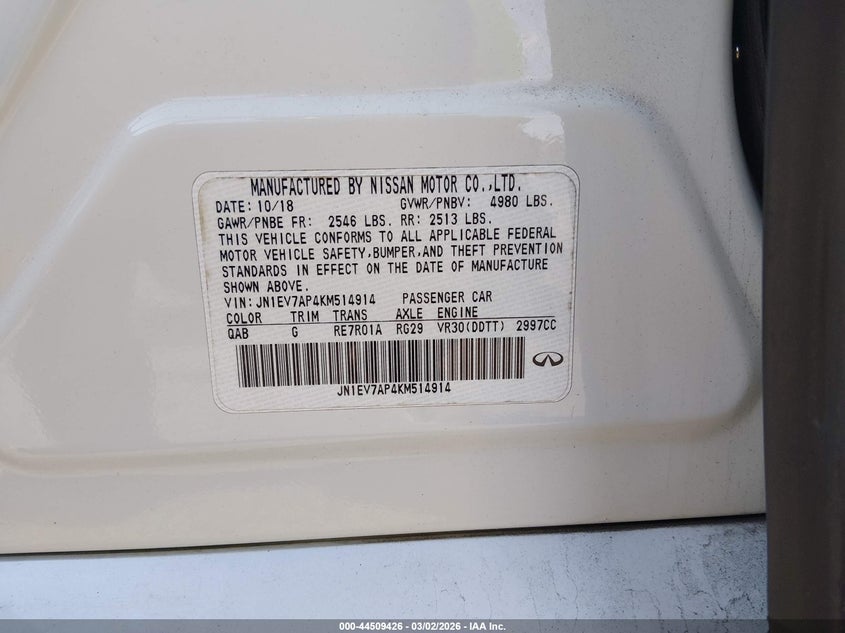 MANUFACTURED BY NISSAN MOTOR CO.,LTD.
DATE: 10/18 GVWR/PNBV: 4980 LBS.
GAWR/PNBE FR: 2546 LBS. RR: 2513 LBS.
THIS VEHICLE CONFORMS TO ALL APPLICABLE FEDERAL
MOTOR VEHICLE SAFETY,BUMPER,AND THEFT PREVENTION
STANDARDS IN EFFECT ON THE DATE OF MANUFACTURE
SHOWN ABOVE.
VIN: JN1EV7AP4KM514914 PASSENGER CAR
COLOR TRIM TRANS AXLE ENGINE
QAB G RE7R01A RG29 VR30(DDTT) 2997CC
JN1EV7AP4KM514914
000-44509426 - 03/02/2026 - IAA Inc.